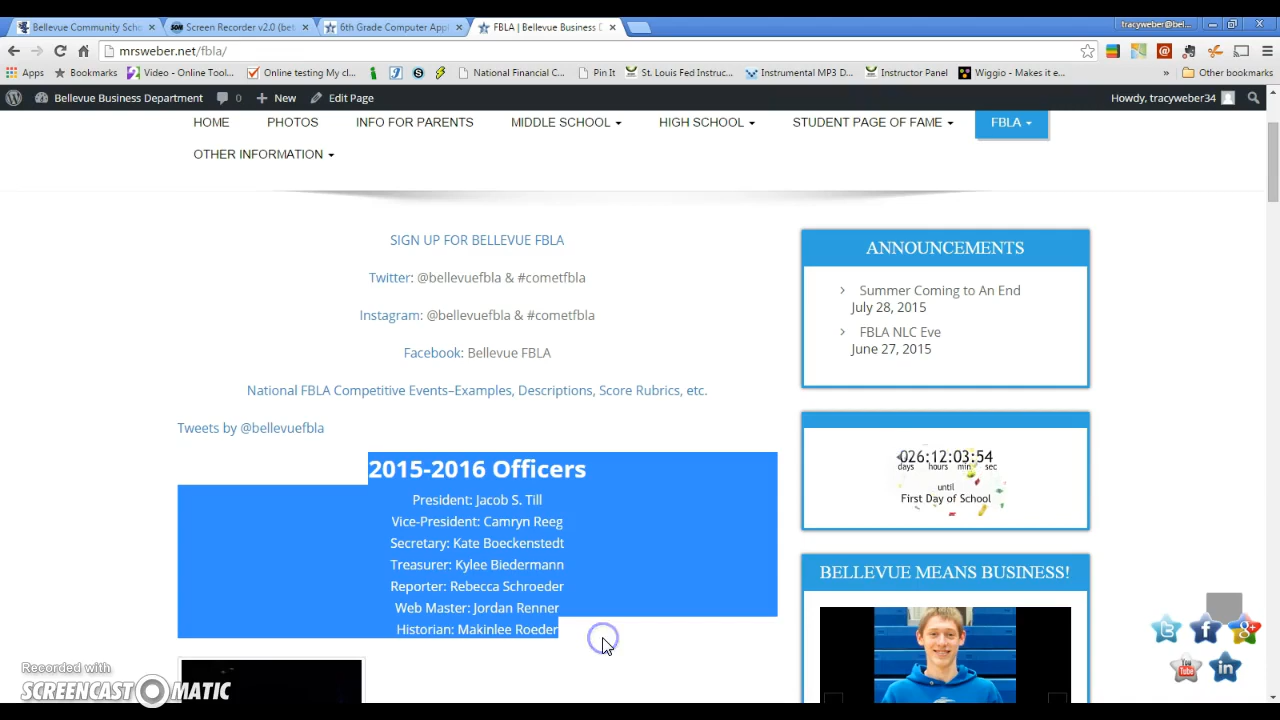 Bellevue Community Scho
Screen Recorder v2.0 (bet
6th Grade Computer Appl
FBLA | Bellevue Business D
tracyweber@bel...
mrsweber.net/fbla/
Apps
Bookmarks
Video - Online Tool...
Online testing My cl...
National Financial C...
Pin It
St. Louis Fed Instruc...
Instrumental MP3 D...
Instructor Panel
Wiggio - Makes it e...
»
Other bookmarks
Bellevue Business Department
0
New
Edit Page
Howdy, tracyweber34
HOME
PHOTOS
INFO FOR PARENTS
MIDDLE SCHOOL
HIGH SCHOOL
STUDENT PAGE OF FAME
FBLA
OTHER INFORMATION
SIGN UP FOR BELLEVUE FBLA
Twitter: @bellevuefbla & #cometfbla
Instagram: @bellevuefbla & #cometfbla
Facebook: Bellevue FBLA
National FBLA Competitive Events–Examples, Descriptions, Score Rubrics, etc.
Tweets by @bellevuefbla
2015-2016 Officers
President: Jacob S. Till
Vice-President: Camryn Reeg
Secretary: Kate Boeckenstedt
Treasurer: Kylee Biedermann
Reporter: Rebecca Schroeder
Web Master: Jordan Renner
Historian: Makinlee Roeder
ANNOUNCEMENTS
Summer Coming to An End
July 28, 2015
FBLA NLC Eve
June 27, 2015
026:12:03:54
days hours min. sec
until
First Day of School
BELLEVUE MEANS BUSINESS!
You Tube
in
Recorded with
SCREENCAST O MATIC